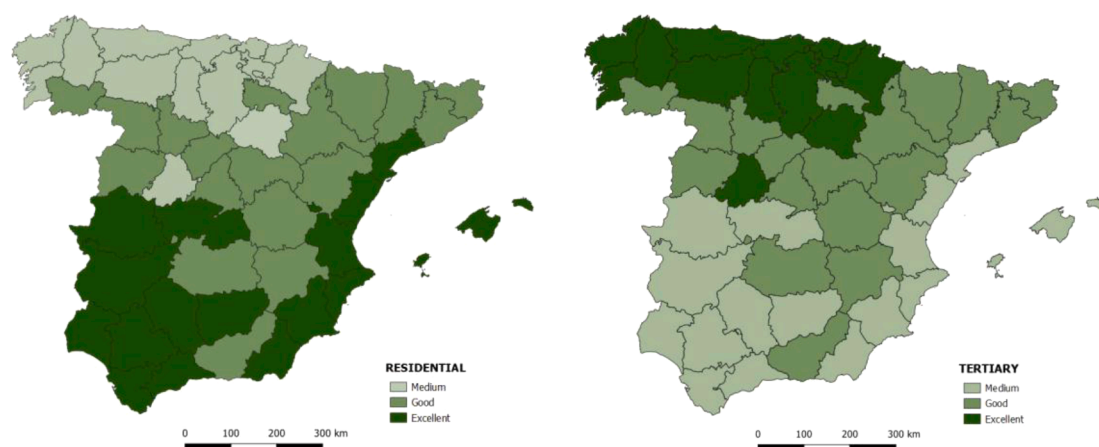 RESIDENTIAL
Medium
Good
Excellent
0 100 200 300 km
TERTIARY
Medium
Good
Excellent
0 100 200 300 km